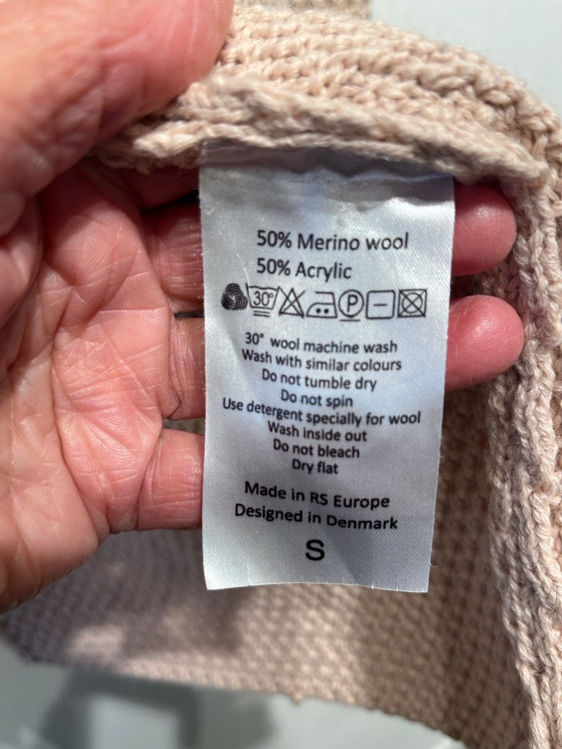 50% Merino wool
50% Acrylic
30° P
30° wool machine wash
Wash with similar colours
Do not tumble dry
Do not spin
Use detergent specially for wool
Wash inside out
Do not bleach
Dry flat
Made in RS Europe
Designed in Denmark
S